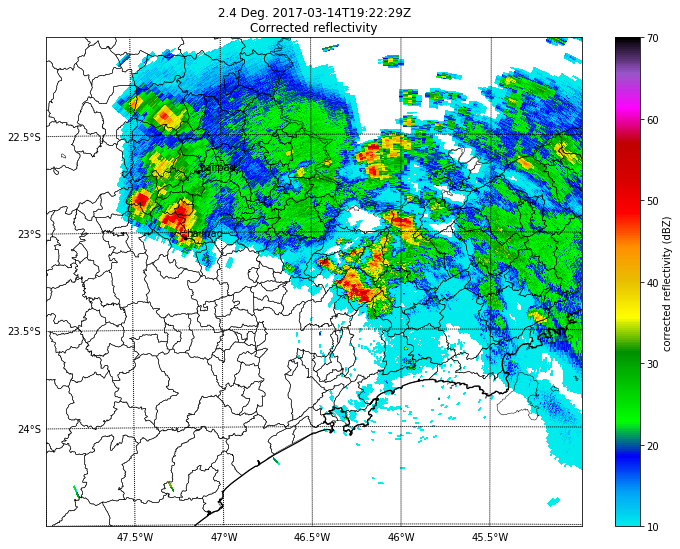 2.4 Deg. 2017-03-14T19:22:29Z
Corrected reflectivity
22.5°S
23°S
23.5°S
24°S
47.5°W
47°W
46.5°W
46°W
45.5°W
70
60
50
40
30
20
10
corrected reflectivity (dBZ)